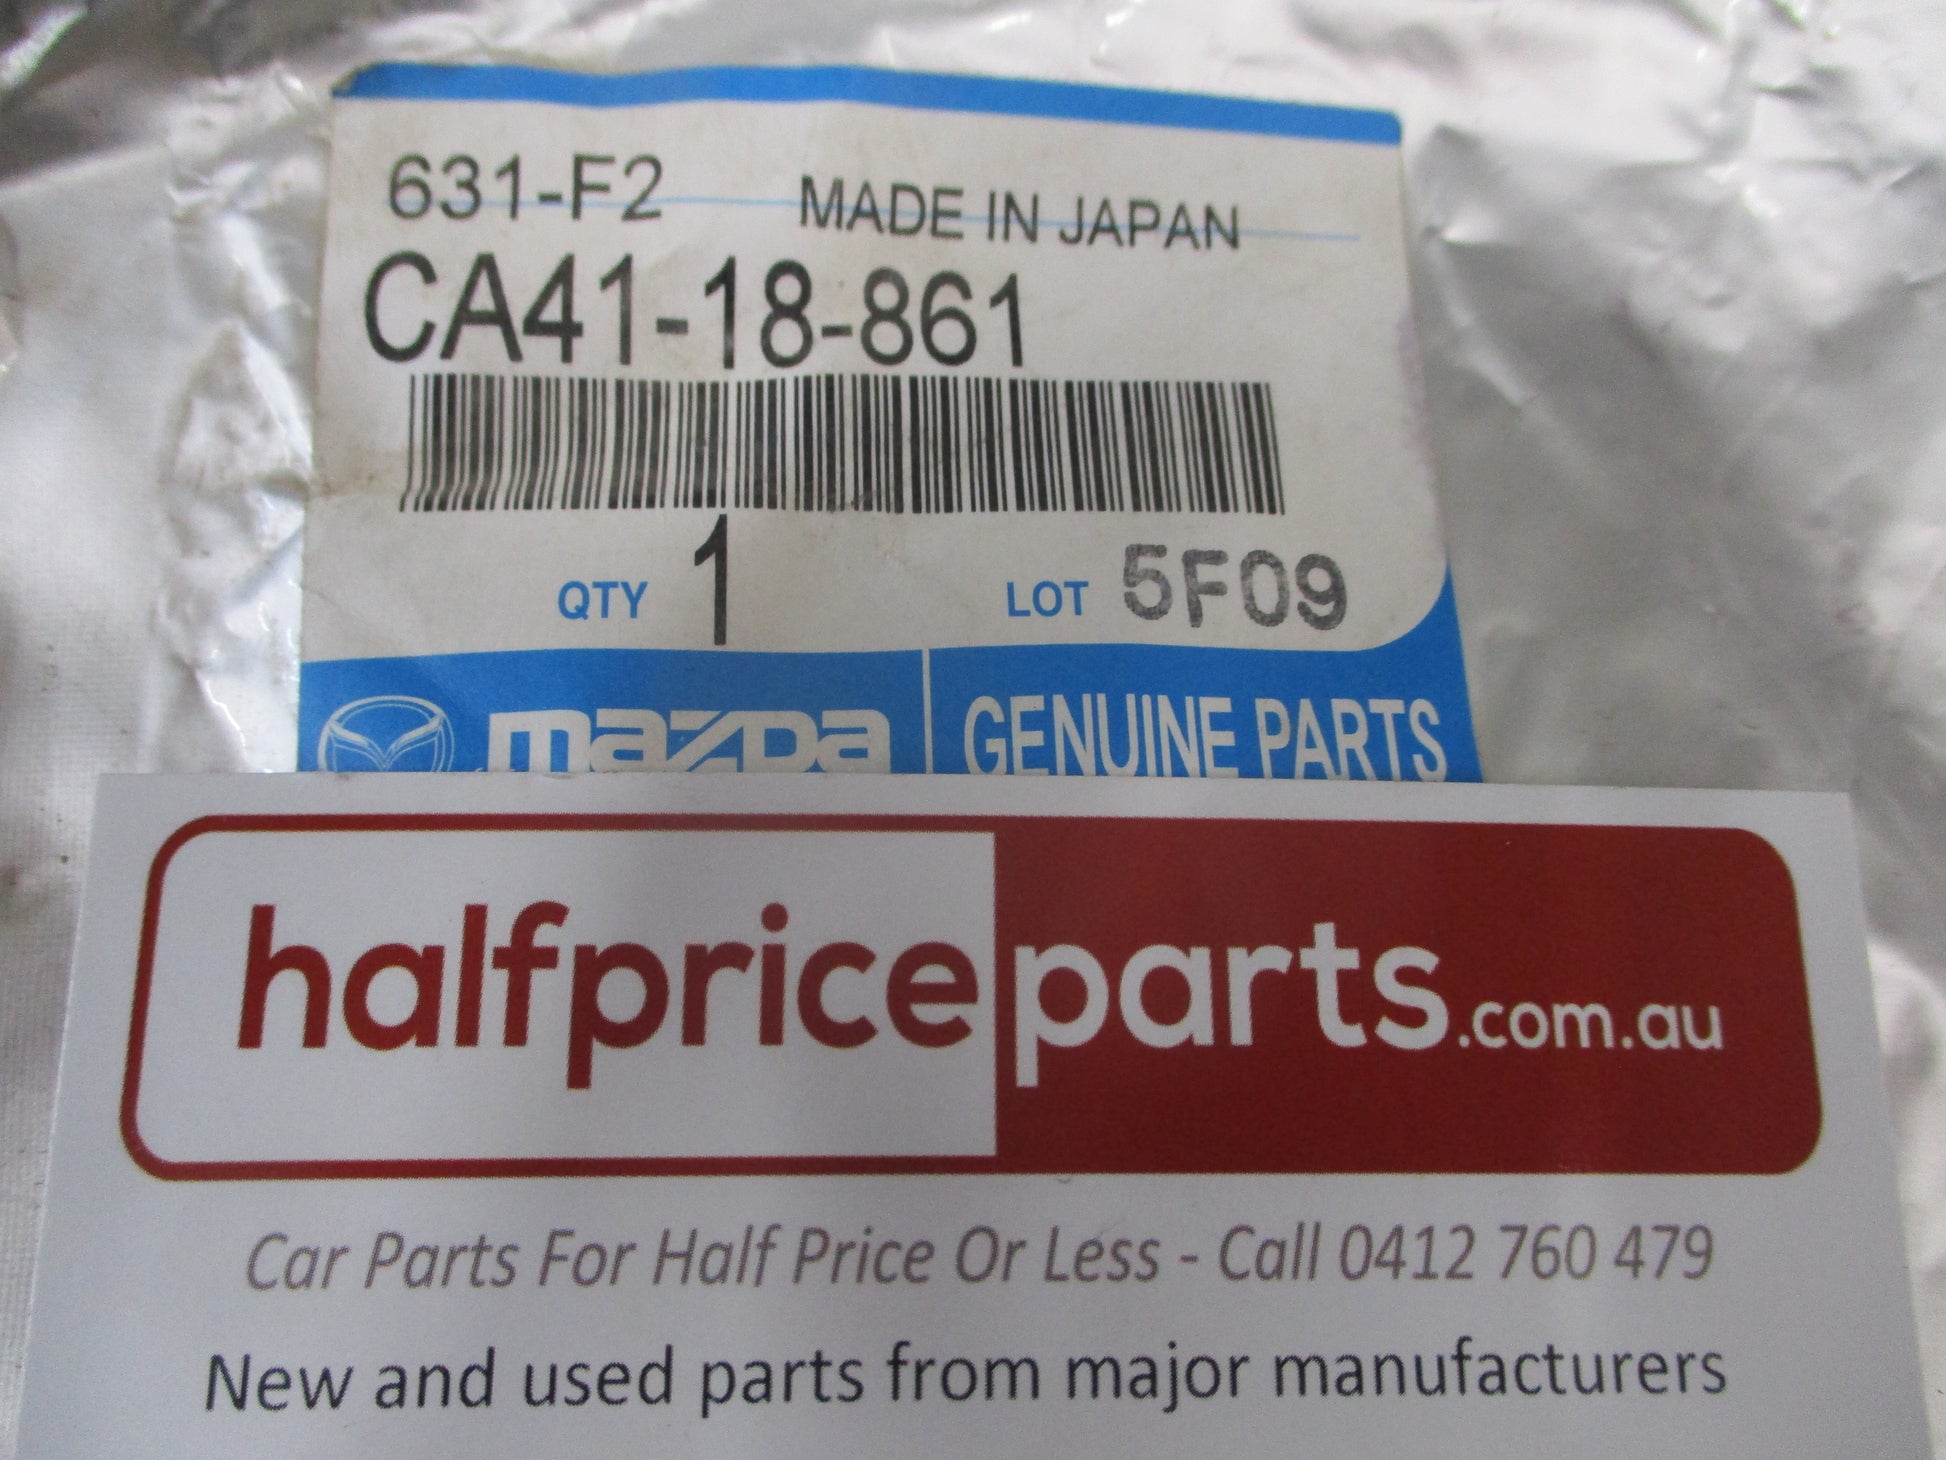 631-F2 MADE IN JAPAN
CA41-18-861
QTY 1 LOT 5F09
mazda GENUINE PARTS
halfpriceparts.com.au
Car Parts For Half Price Or Less - Call 0412 760 479
New and used parts from major manufacturers